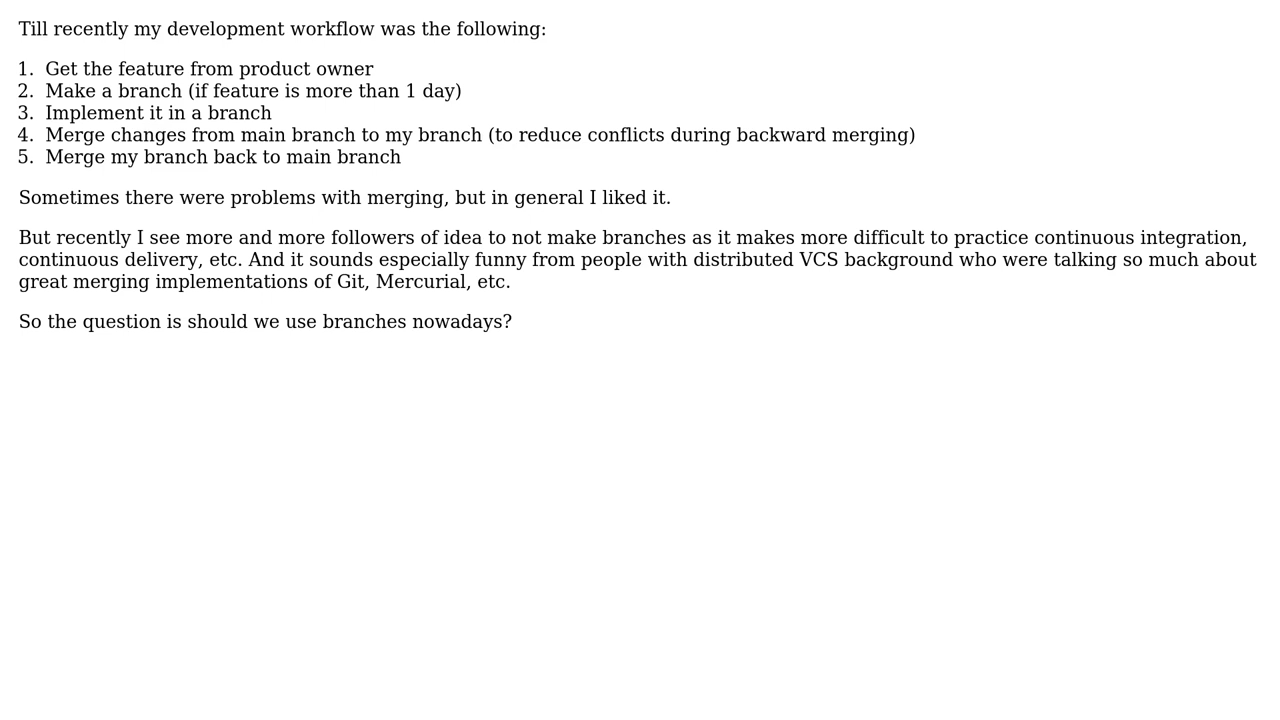 Till recently my development workflow was the following:
1. Get the feature from product owner
2. Make a branch (if feature is more than 1 day)
3. Implement it in a branch
4. Merge changes from main branch to my branch (to reduce conflicts during backward merging)
5. Merge my branch back to main branch
Sometimes there were problems with merging, but in general I liked it.
But recently I see more and more followers of idea to not make branches as it makes more difficult to practice continuous integration,
continuous delivery, etc. And it sounds especially funny from people with distributed VCS background who were talking so much about
great merging implementations of Git, Mercurial, etc.
So the question is should we use branches nowadays?